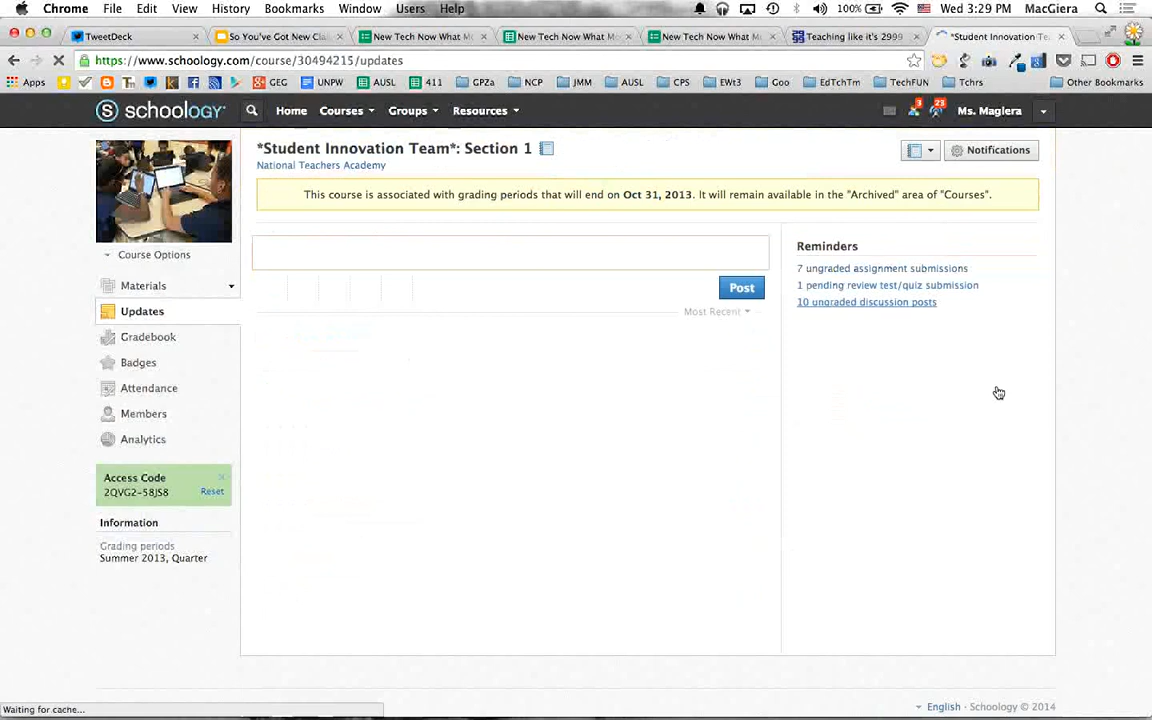 Chrome File Edit View History Bookmarks Window Users Help 100% Wed 3:29 PM MacGiera
TweetDeck So You've Got New Cla New Tech Now What Mo New Tech Now What Mo New Tech Now What M Teaching like it's 2999 *Student Innovation Te
https://www.schoology.com/course/30494215/updates
Apps GEG UNPW AUSL 411 GPZa NCP JMM AUSL CPS EWt3 Goo EdTchTm TechFUN Tchrs Other Bookmarks
S schoology Home Courses Groups Resources 3 23 Ms. Magiera
*Student Innovation Team*: Section 1
Notifications
National Teachers Academy
This course is associated with grading periods that will end on Oct 31, 2013. It will remain available in the "Archived" area of "Courses".
Course Options
Materials
Updates
Gradebook
Badges
Attendance
Members
Analytics
Access Code
2QVG2-58JS8 Reset
Information
Grading periods
Summer 2013, Quarter
Post
Most Recent
Reminders
7 ungraded assignment submissions
1 pending review test/quiz submission
10 ungraded discussion posts
English Schoology © 2014
Waiting for cache...